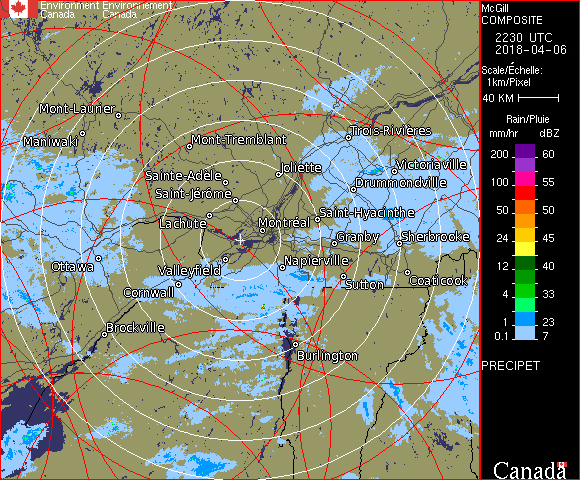 Environment Environnement
Canada Canada
McGill
COMPOSITE
2230 UTC
2018-04-06
Scale/Échelle:
1km/Pixel
40 KM
Rain/Pluie
mm/hr dBZ
200 60
100 55
50 50
24 45
12 40
4 33
1 23
0.1 7
PRECIPET
Canada
Mont-Laurier
Maniwaki
Mont-Tremblant
Trois-Rivières
Joliette
Victoriaville
Sainte-Adèle
Drummondville
Saint-Jérôme
Lachute
Saint-Hyacinthe
Montréal
Granby
Sherbrooke
Ottawa
Valleyfield
Napierville
Cornwall
Sutton
Coaticook
Brockville
Burlington